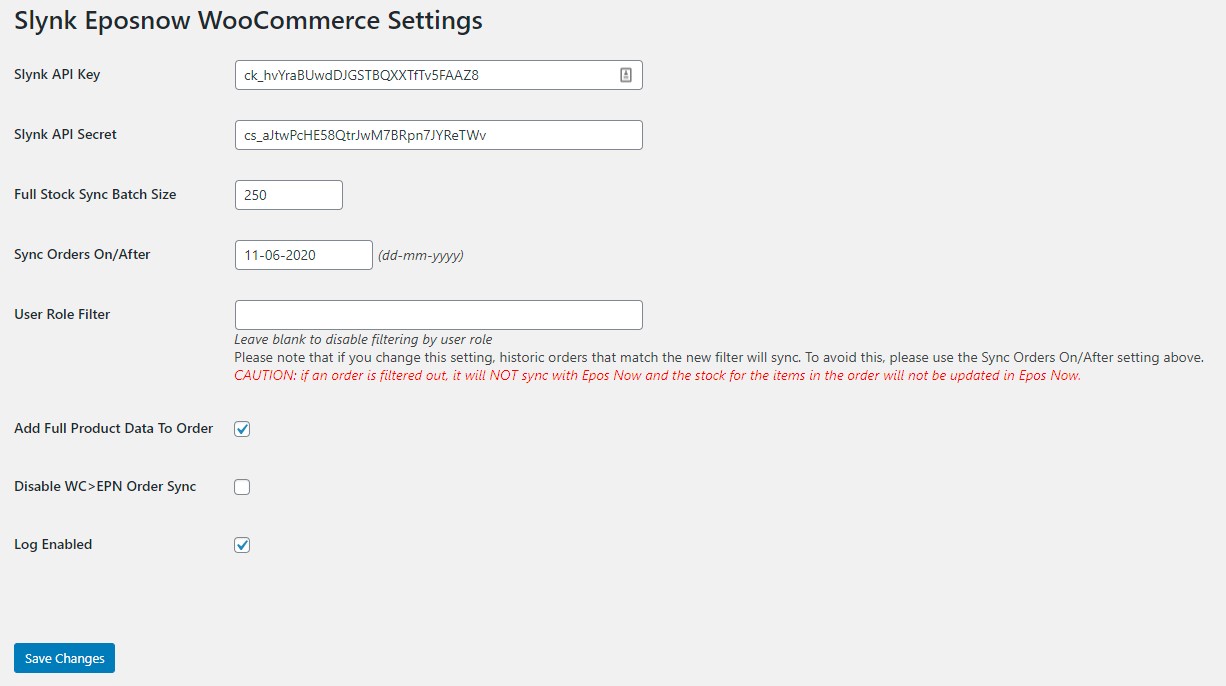 Slynk Eposnow WooCommerce Settings
Slynk API Key
ck_hvYraBUwdDJGSTBQXXTfTv5FAAZ8
Slynk API Secret
cs_aJtwPcHE58QtrJwM7BRpn7JYReTWv
Full Stock Sync Batch Size
250
Sync Orders On/After
11-06-2020 (dd-mm-yyyy)
User Role Filter
Leave blank to disable filtering by user role
Please note that if you change this setting, historic orders that match the new filter will sync. To avoid this, please use the Sync Orders On/After setting above.
CAUTION: if an order is filtered out, it will NOT sync with Epos Now and the stock for the items in the order will not be updated in Epos Now.
Add Full Product Data To Order
Disable WC>EPN Order Sync
Log Enabled
Save Changes